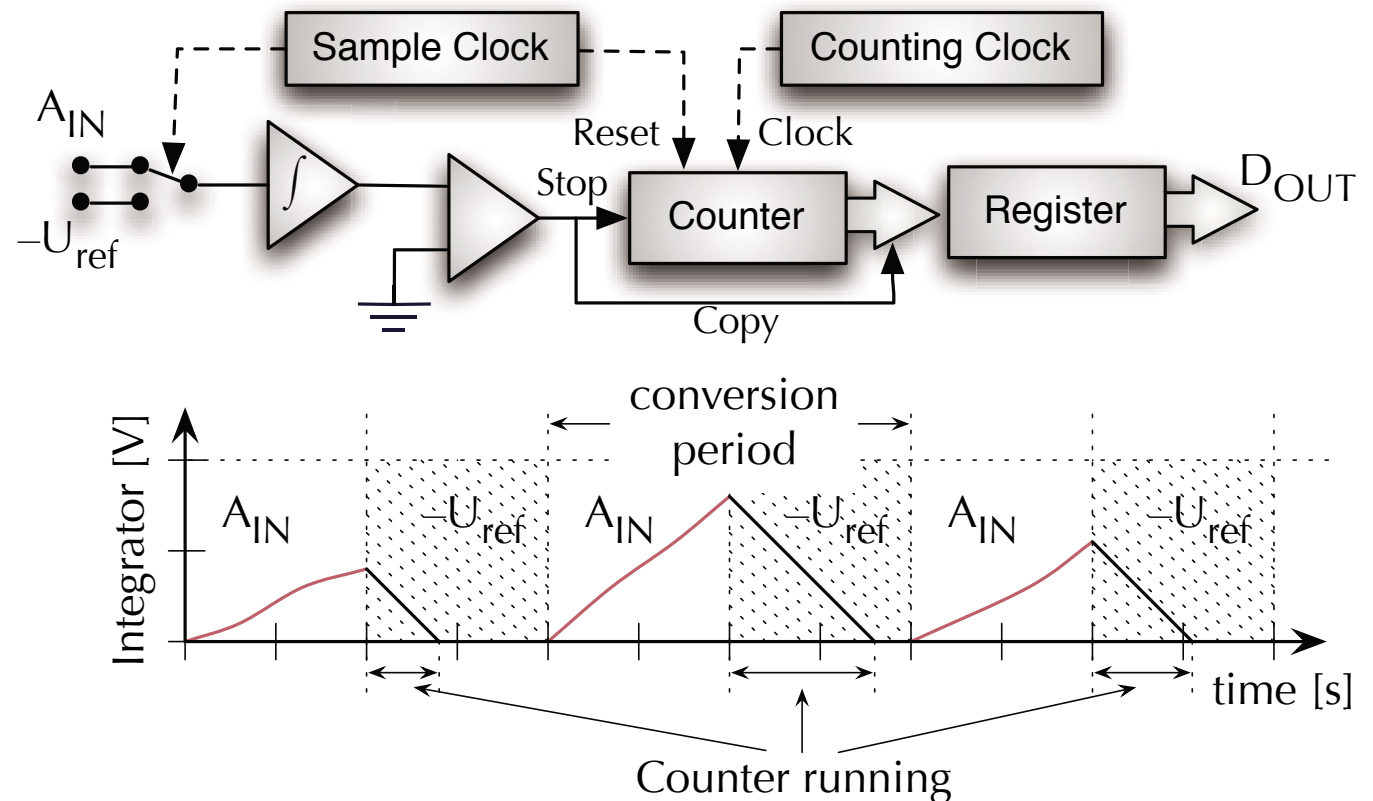 Sample Clock
Counting Clock
A_IN
Reset
Clock
∫
Stop
Counter
Register
D_OUT
–U_ref
Copy
conversion
period
Integrator [V]
A_IN
–U_ref
A_IN
–U_ref
A_IN
–U_ref
time [s]
Counter running